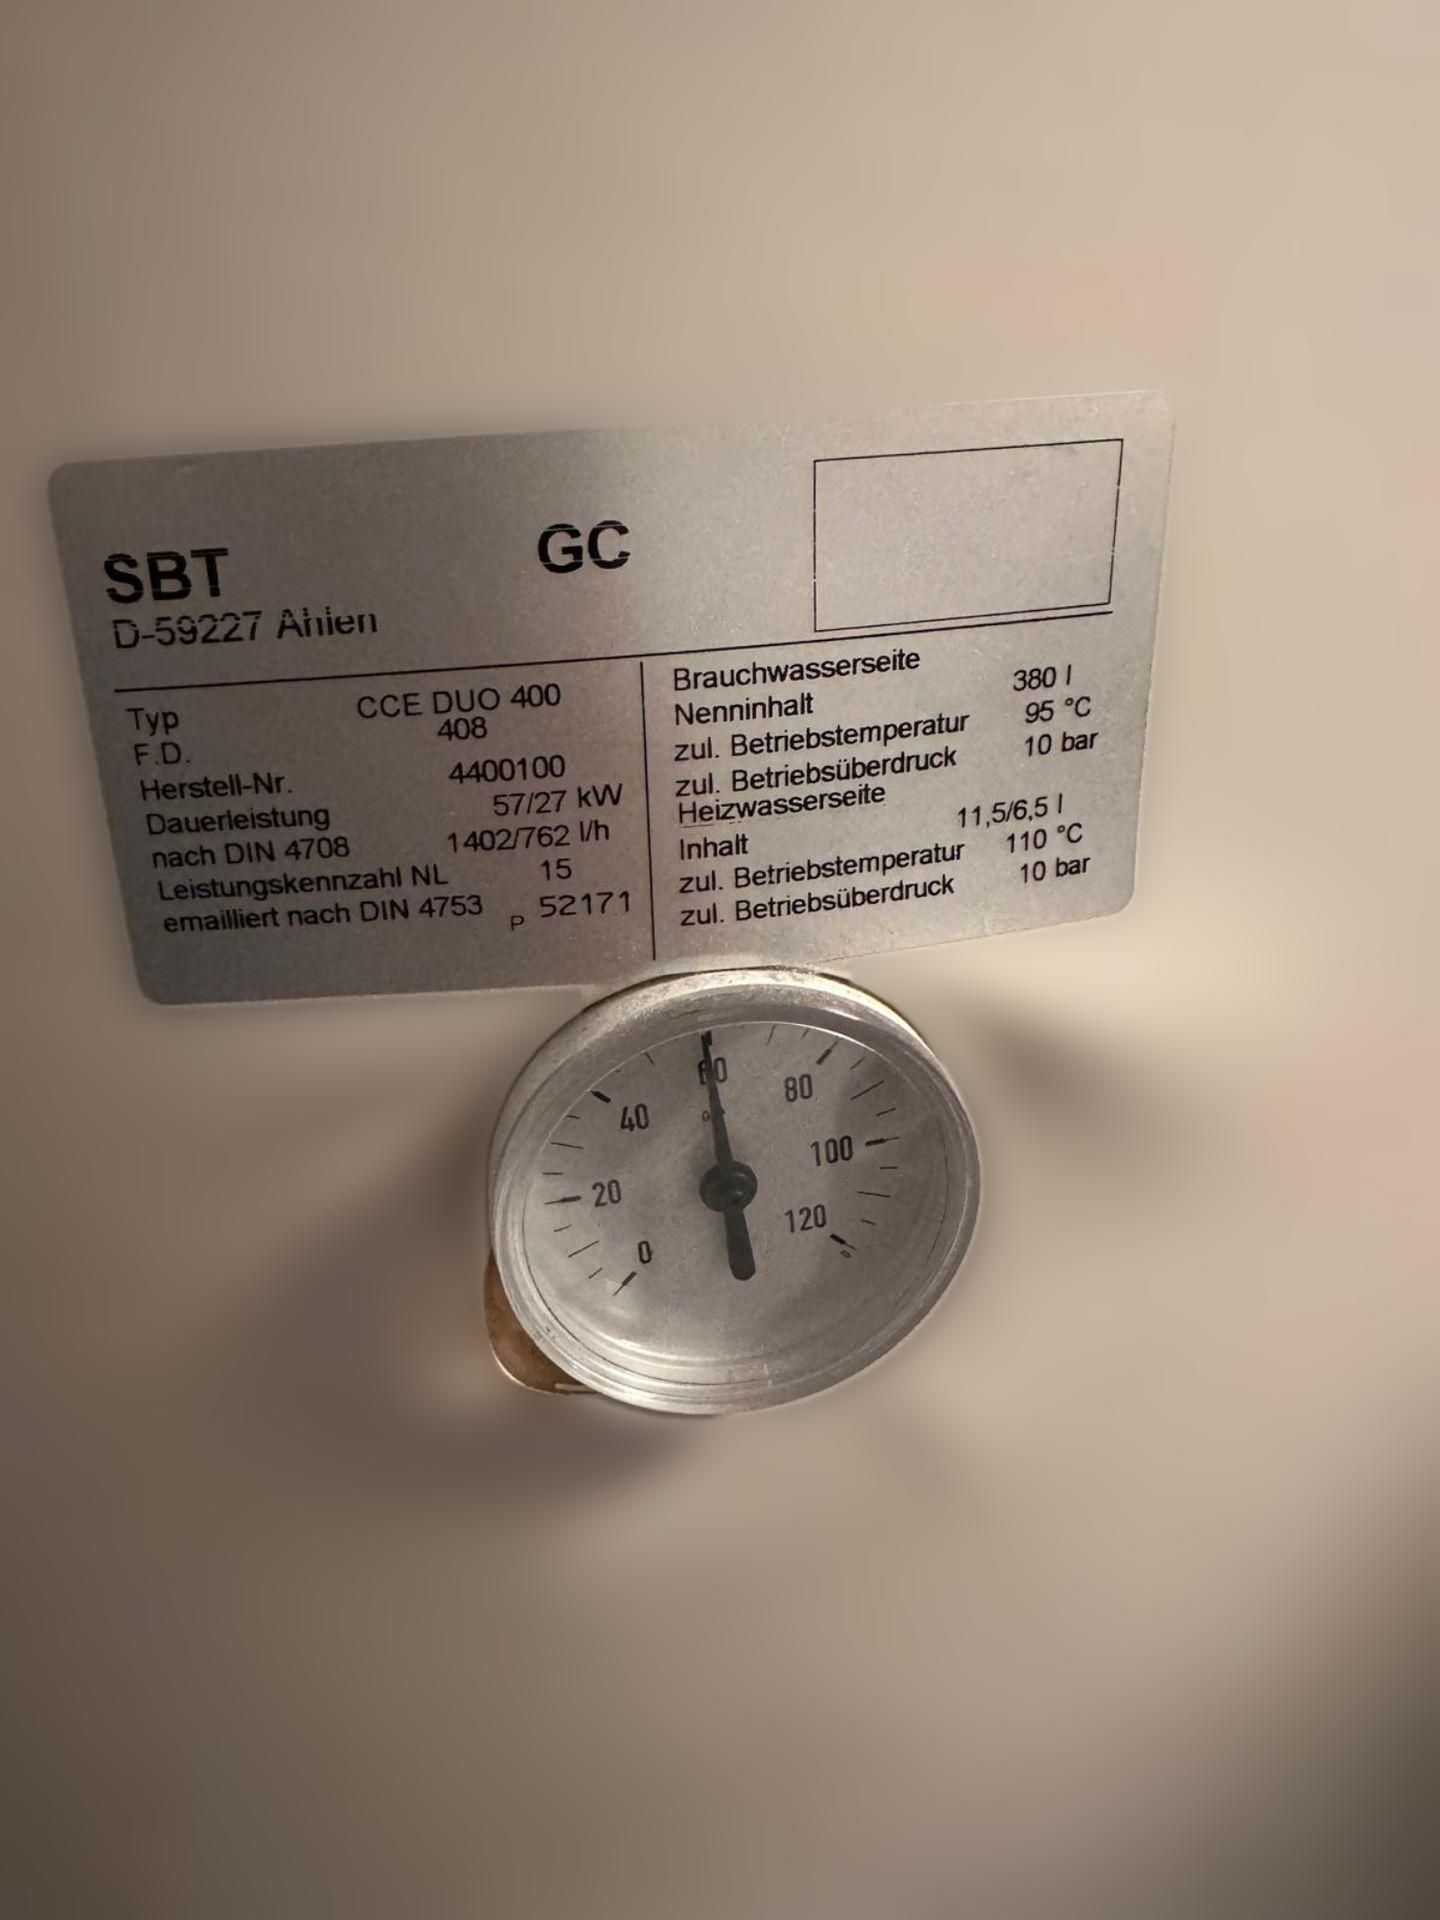 SBT
GC
D-59227 Ahlen
Typ CCE DUO 400
F.D. 408
Herstell-Nr. 4400100
Dauerleistung 57/27 kW
nach DIN 4708 1402/762 l/h
Leistungskennzahl NL 15
emailliert nach DIN 4753 P 52171
Brauchwasserseite
Nenninhalt 380 l
zul. Betriebstemperatur 95 °C
zul. Betriebsüberdruck 10 bar
Heizwasserseite
Inhalt 11,5/6,5 l
zul. Betriebstemperatur 110 °C
zul. Betriebsüberdruck 10 bar
0
20
40
60
80
100
120